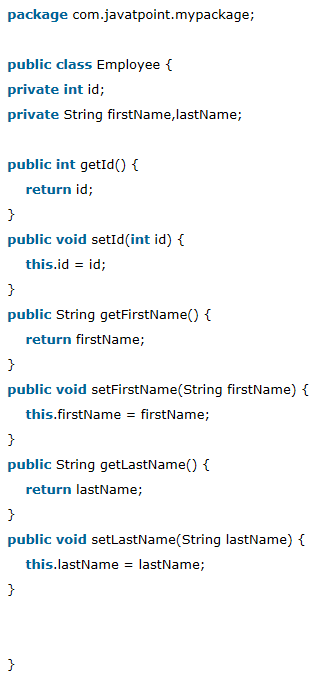 package com.javatpoint.mypackage;
public class Employee {
private int id;
private String firstName,lastName;
public int getId() {
return id;
}
public void setId(int id) {
this.id = id;
}
public String getFirstName() {
return firstName;
}
public void setFirstName(String firstName) {
this.firstName = firstName;
}
public String getLastName() {
return lastName;
}
public void setLastName(String lastName) {
this.lastName = lastName;
}
}